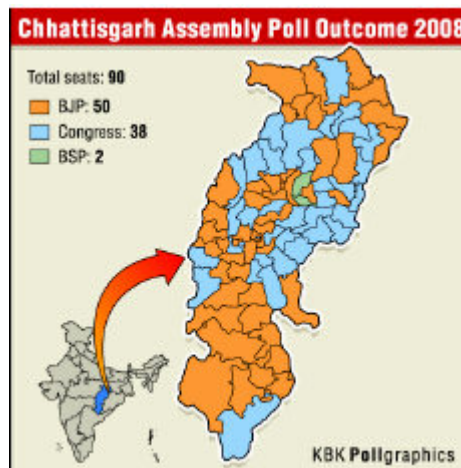 Chhattisgarh Assembly Poll Outcome 2008
Total seats: 90
BJP: 50
Congress: 38
BSP: 2
KBK Pollgraphics